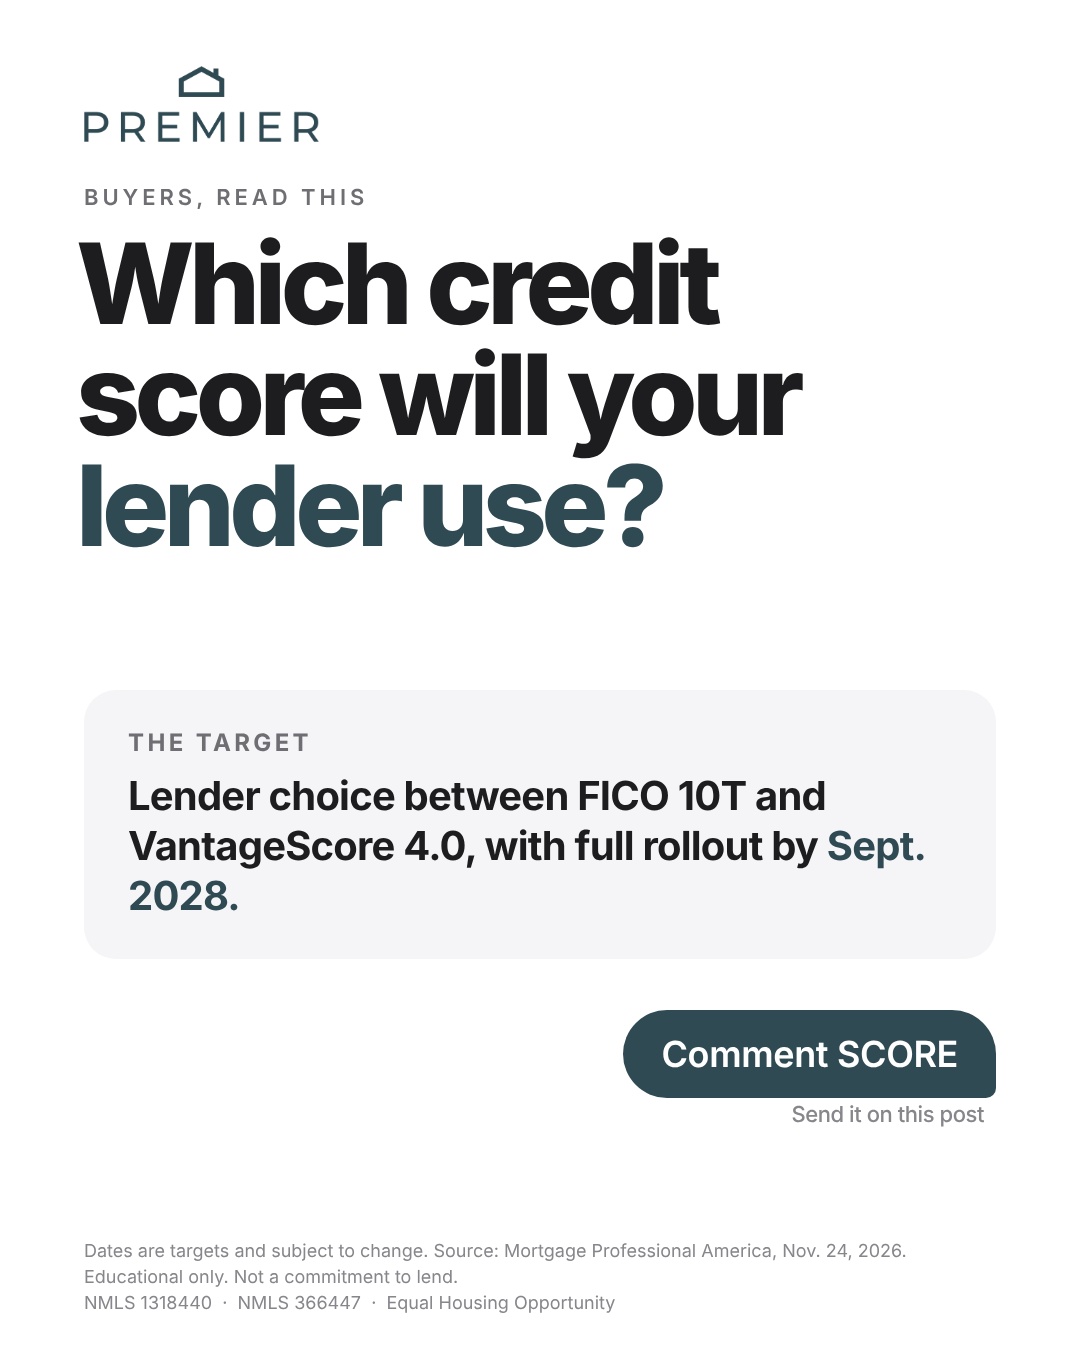 PREMIER
BUYERS, READ THIS
Which credit
score will your
lender use?
THE TARGET
Lender choice between FICO 10T and
VantageScore 4.0, with full rollout by Sept.
2028.
Comment SCORE
Send it on this post
Dates are targets and subject to change. Source: Mortgage Professional America, Nov. 24, 2026.
Educational only. Not a commitment to lend.
NMLS 1318440 · NMLS 366447 · Equal Housing Opportunity